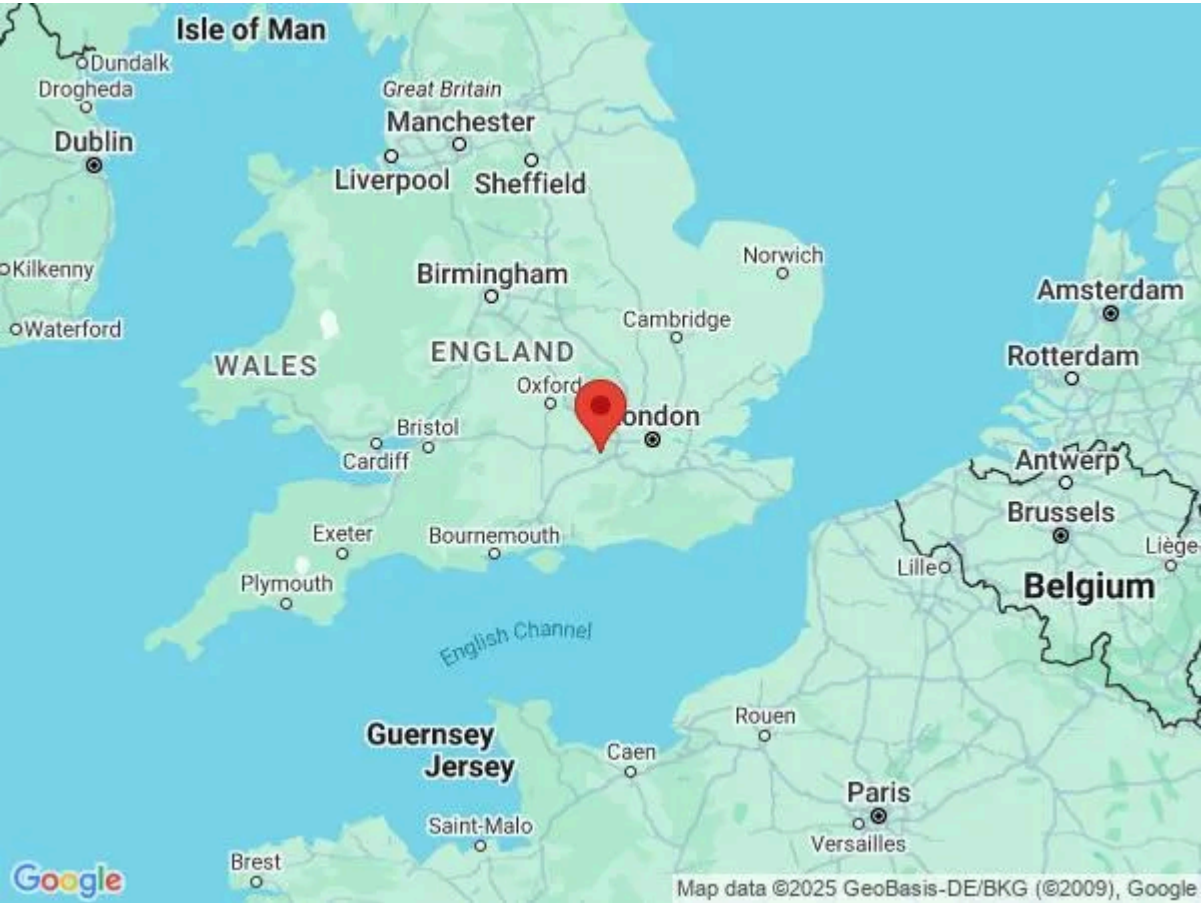 Isle of Man
Dundalk
Drogheda
Great Britain
Manchester
Dublin
Liverpool
Sheffield
Norwich
Kilkenny
Birmingham
Amsterdam
Waterford
Cambridge
WALES
ENGLAND
Rotterdam
Oxford
ondon
Bristol
Cardiff
Antwerp
Brussels
Exeter
Bournemouth
Liège
Lille
Plymouth
Belgium
English Channel
Rouen
Guernsey
Jersey
Caen
Paris
Saint-Malo
Versailles
Brest
Google
Map data ©2025 GeoBasis-DE/BKG (©2009), Google